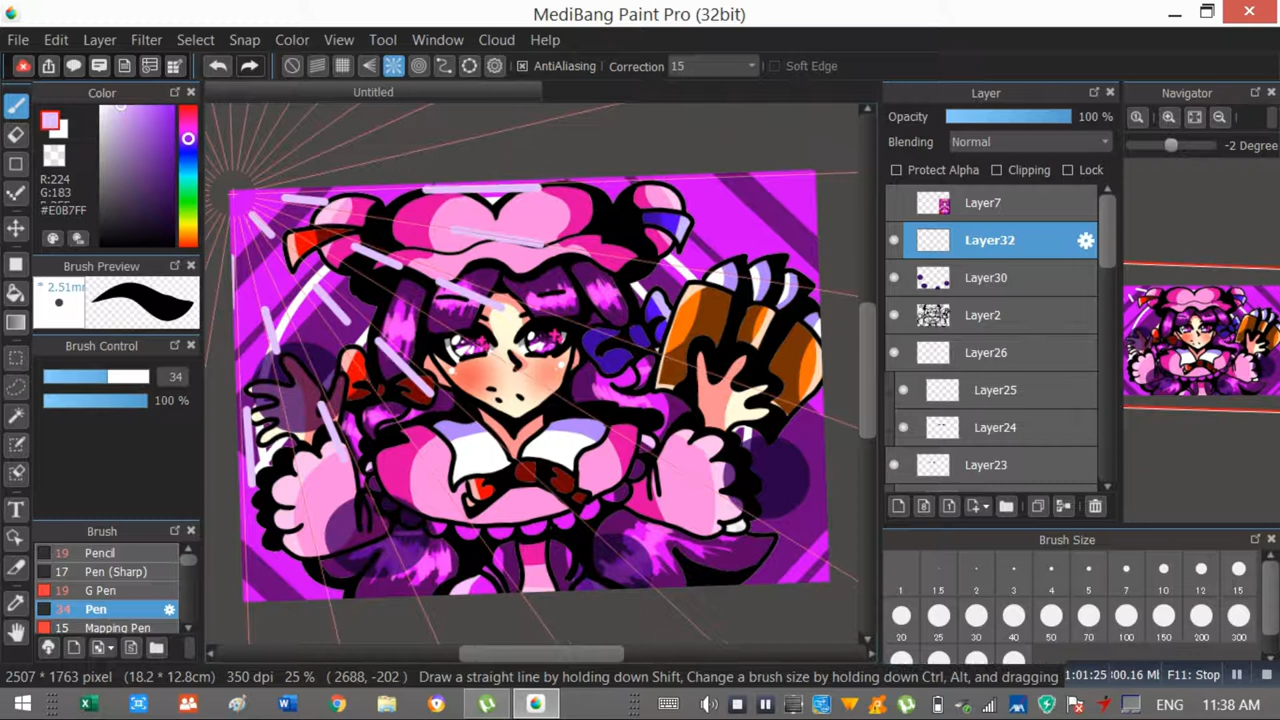 MediBang Paint Pro (32bit)
File Edit Layer Filter Select Snap Color View Tool Window Cloud Help
AntiAliasing Correction 15 Soft Edge
Color
Untitled
Layer
Navigator
Opacity 100 %
Blending Normal
-2 Degree
Protect Alpha Clipping Lock
R:224
G:183
B:255
#E0B7FF
Layer7
Layer32
Layer30
Layer2
Layer26
Layer25
Layer24
Layer23
Brush Preview
2.51mm
Brush Control
34
100 %
Brush
19 Pencil
17 Pen (Sharp)
19 G Pen
34 Pen
15 Mapping Pen
Brush Size
1 1.5 2 3 4 5 7 10 15
20 25 30 40 50 70 100 150 200 300
2507 * 1763 pixel (18.2 * 12.8cm) 350 dpi 25 % (2688, -202) Draw a straight line by holding down Shift, Change a brush size by holding down Ctrl, Alt, and dragging
1:01:25 F11: Stop
11:38 AM